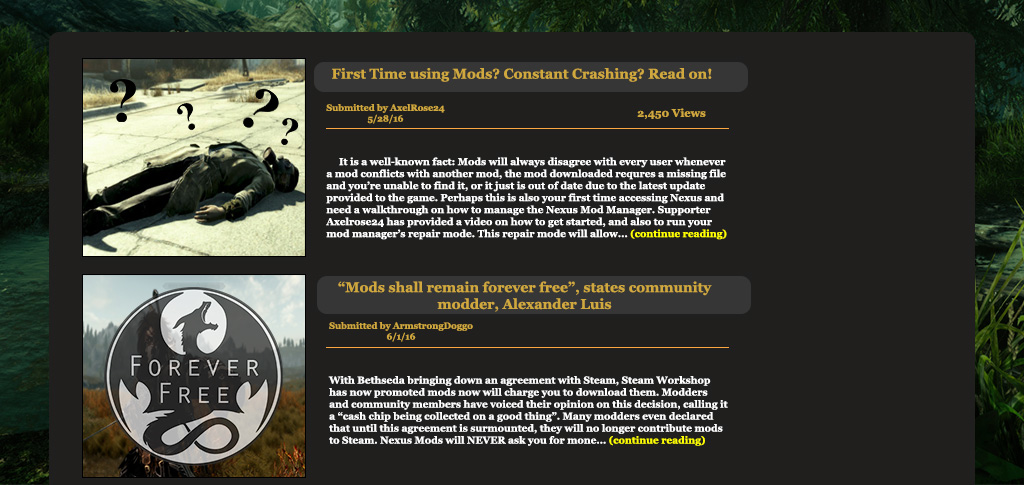 ? ? ? ?
First Time using Mods? Constant Crashing? Read on!
Submitted by AxelRose24
5/28/16
2,450 Views
It is a well-known fact: Mods will always disagree with every user whenever
a mod conflicts with another mod, the mod downloaded requres a missing file
and you're unable to find it, or it just is out of date due to the latest update
provided to the game. Perhaps this is also your first time accessing Nexus and
need a walkthrough on how to manage the Nexus Mod Manager. Supporter
Axelrose24 has provided a video on how to get started, and also to run your
mod manager's repair mode. This repair mode will allow... (continue reading)
FOREVER
FREE
“Mods shall remain forever free”, states community
modder, Alexander Luis
Submitted by ArmstrongDoggo
6/1/16
With Bethseda bringing down an agreement with Steam, Steam Workshop
has now promoted mods now will charge you to download them. Modders
and community members have voiced their opinion on this decision, calling it
a “cash chip being collected on a good thing”. Many modders even declared
that until this agreement is surmounted, they will no longer contribute mods
to Steam. Nexus Mods will NEVER ask you for mone... (continue reading)